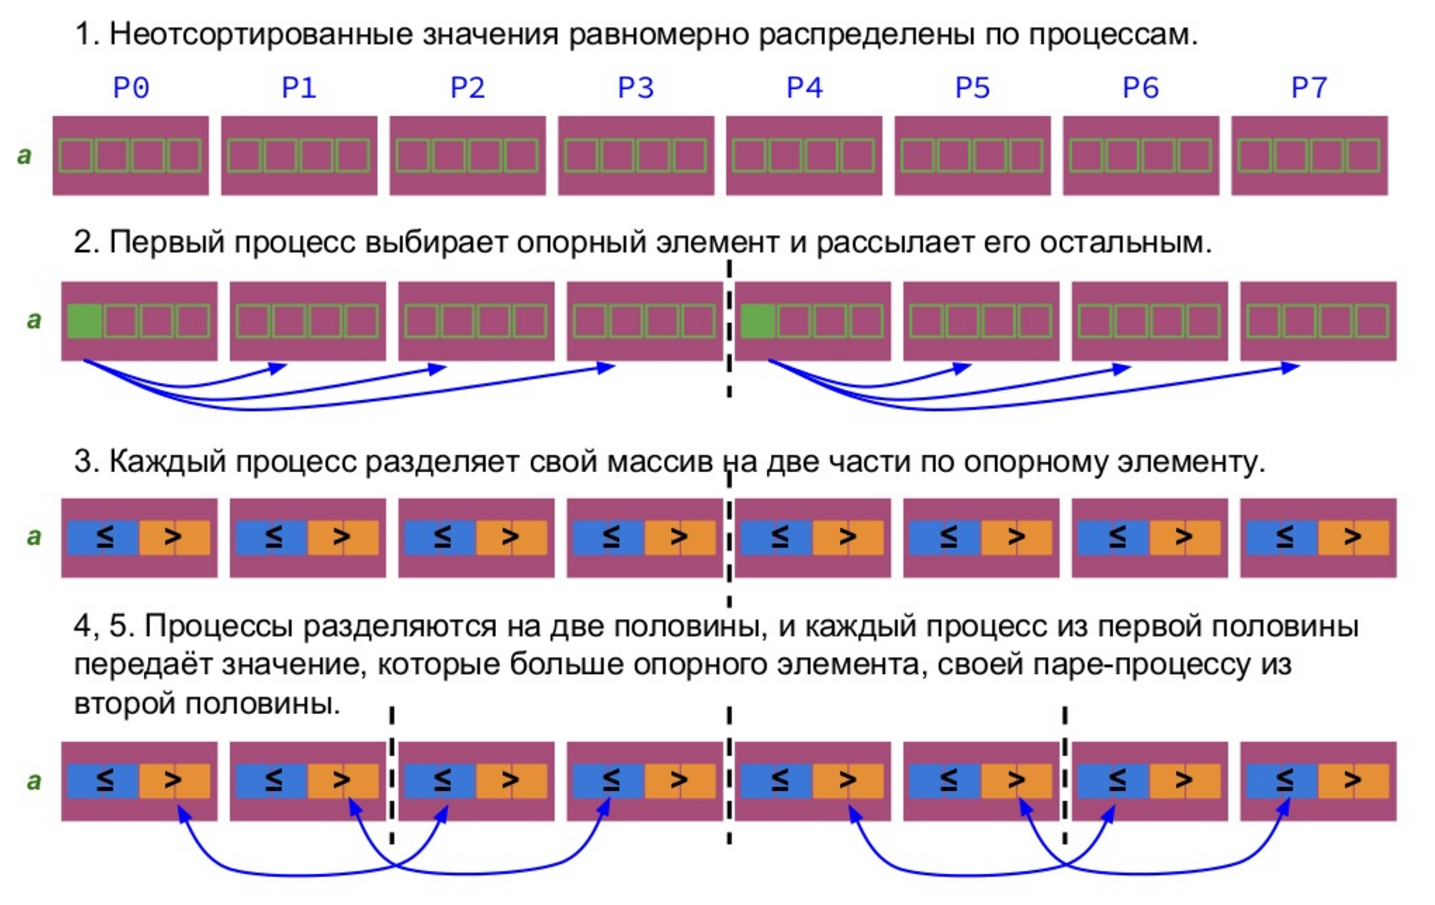 1. Неотсортированные значения равномерно распределены по процессам.
P0 P1 P2 P3 P4 P5 P6 P7
a
2. Первый процесс выбирает опорный элемент и рассылает его остальным.
a
3. Каждый процесс разделяет свой массив на две части по опорному элементу.
a ≤ > ≤ > ≤ > ≤ > ≤ > ≤ > ≤ > ≤ >
4, 5. Процессы разделяются на две половины, и каждый процесс из первой половины
передаёт значение, которые больше опорного элемента, своей паре-процессу из
второй половины.
a ≤ > ≤ > ≤ > ≤ > ≤ > ≤ > ≤ > ≤ >